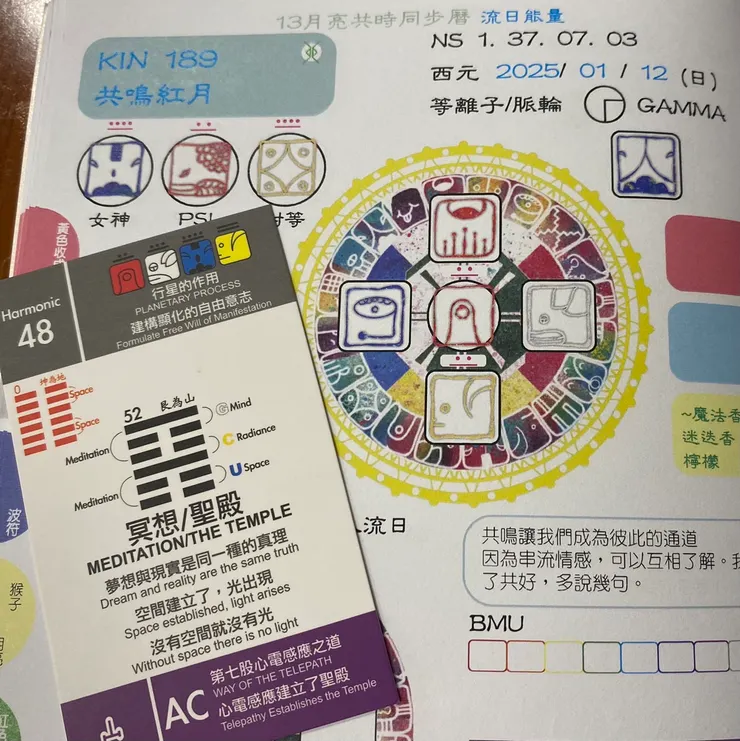 13月亮共時同步曆 流日能量
KIN 189
共鳴紅月
NS 1. 37. 07. 03
西元 2025/ 01 / 12 (日)
等離子/脈輪 GAMMA
女神 PSI 對等
黃色收成
Harmonic
48
行星的作用
PLANETARY PROCESS
建構顯化的自由意志
Formulate Free Will of Manifestation
0 坤為地
Space
Space
52 艮為山
G Mind
Meditation
C Radiance
U Space
Meditation
冥想/聖殿
MEDITATION/THE TEMPLE
夢想與現實是同一種的真理
Dream and reality are the same truth
空間建立了,光出現
Space established, light arises
沒有空間就沒有光
Without space there is no light
AC
第七股心電感應之道
WAY OF THE TELEPATH
心電感應建立了聖殿
Telepathy Establishes the Temple
波符
猴子
流日
~魔法香
迷迭香
檸檬
共鳴讓我們成為彼此的通道
因為串流情感,可以互相了解。我
了共好,多說幾句。
BMU